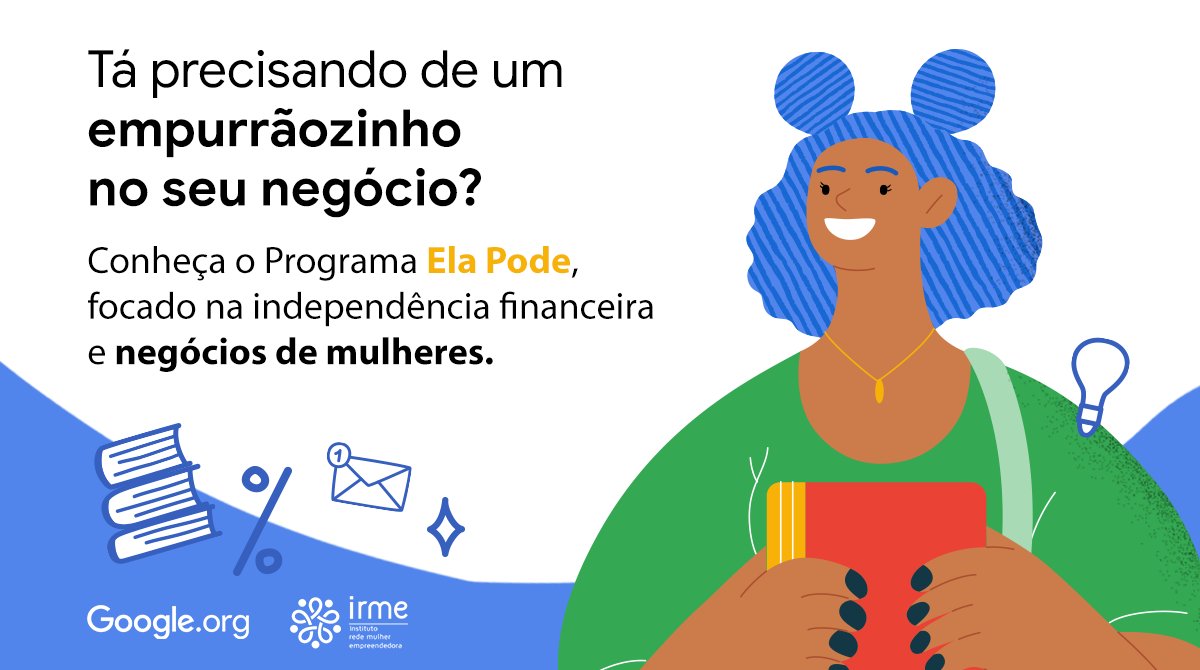 Tá precisando de um
empurrãozinho
no seu negócio?
Conheça o Programa Ela Pode,
focado na independência financeira
e negócios de mulheres.
1
Google.org
irme
instituto
rede mulher
empreendedora